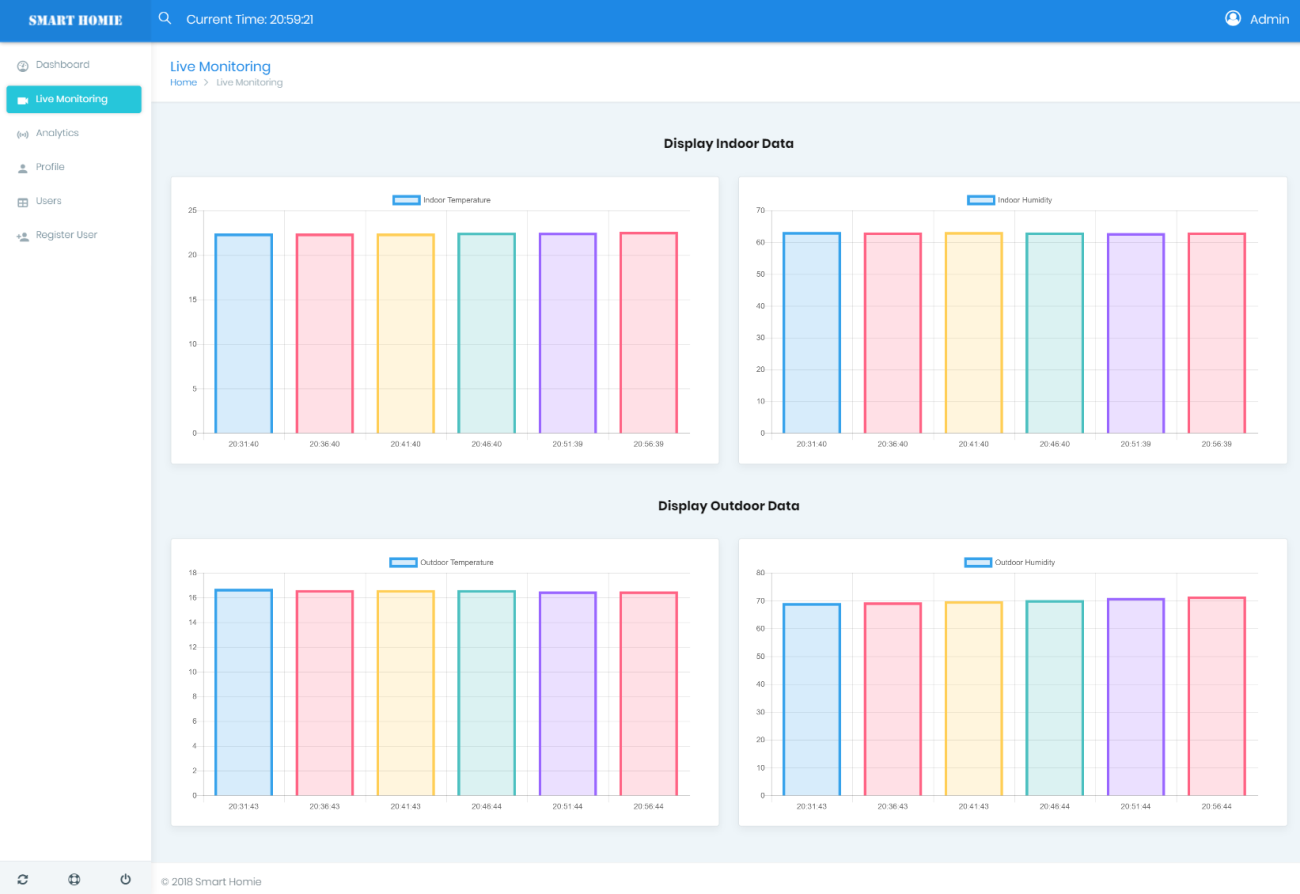 SMART HOMIE
Current Time: 20:59:21
Admin
Dashboard
Live Monitoring
Analytics
Profile
Users
Register User
Live Monitoring
Home > Live Monitoring
Display Indoor Data
Indoor Temperature
25
20
15
10
5
0
20:31:40 20:36:40 20:41:40 20:46:40 20:51:39 20:56:39
Indoor Humidity
70
60
50
40
30
20
10
0
20:31:40 20:36:40 20:41:40 20:46:40 20:51:39 20:56:39
Display Outdoor Data
Outdoor Temperature
18
16
14
12
10
8
6
4
2
0
20:31:43 20:36:43 20:41:43 20:46:44 20:51:44 20:56:44
Outdoor Humidity
80
70
60
50
40
30
20
10
0
20:31:43 20:36:43 20:41:43 20:46:44 20:51:44 20:56:44
© 2018 Smart Homie